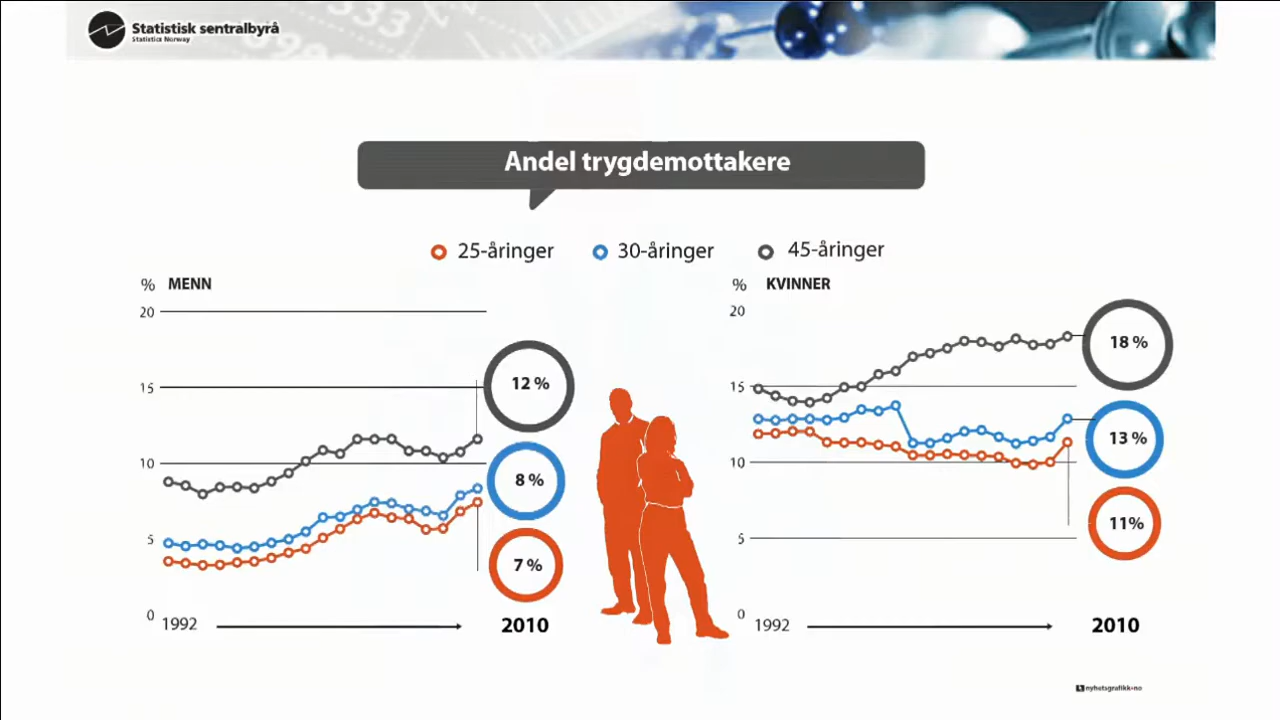 Statistisk sentralbyrå
Statistics Norway
Andel trygdemottakere
25-åringer 30-åringer 45-åringer
% MENN
20
15
10
5
0
12 %
8 %
7 %
1992 2010
% KVINNER
20
15
10
5
0
18 %
13 %
11%
1992 2010
nyhetsgrafikk.no